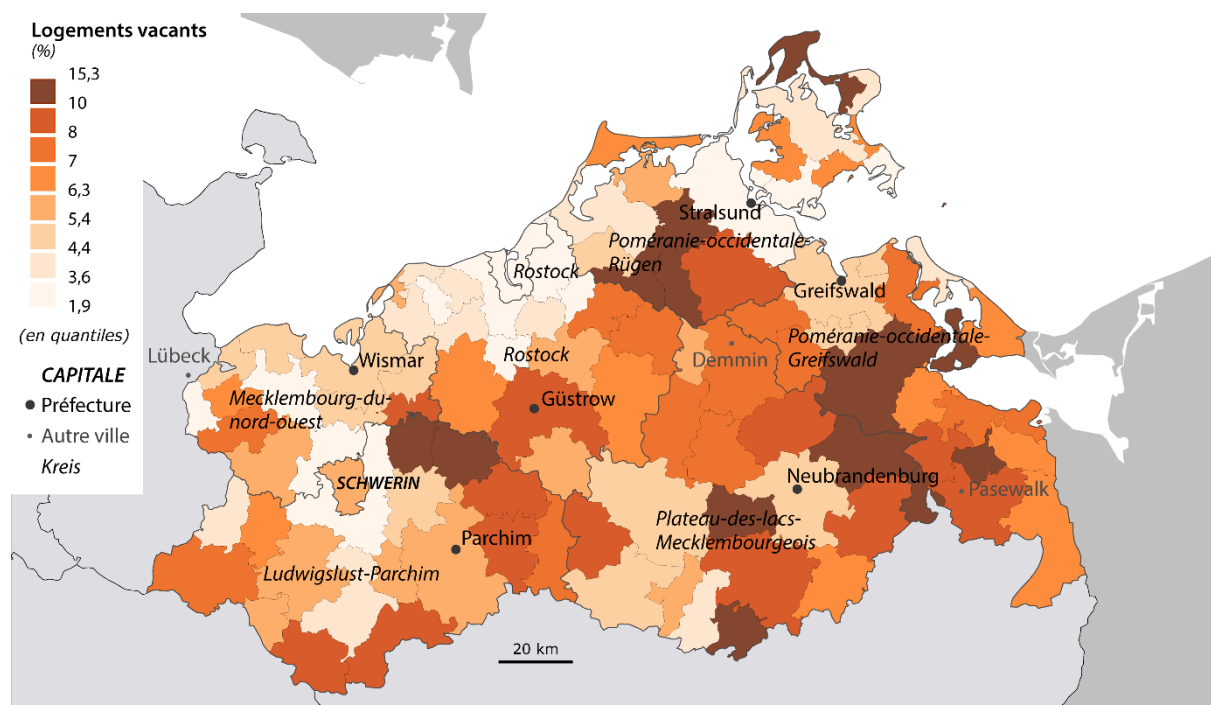 Logements vacants
(%)
15,3
10
8
7
6,3
5,4
4,4
3,6
1,9
(en quantiles)
CAPITALE
Préfecture
Autre ville
Kreis
Lübeck
Wismar
Mecklembourg-du-
nord-ouest
SCHWERIN
Ludwigslust-Parchim
Parchim
Rostock
Rostock
Güstrow
Stralsund
Poméranie-occidentale-
Rügen
Greifswald
Poméranie-occidentale-
Greifswald
Demmin
Neubrandenburg
Pasewalk
Plateau-des-lacs-
Mecklembourgeois
20 km